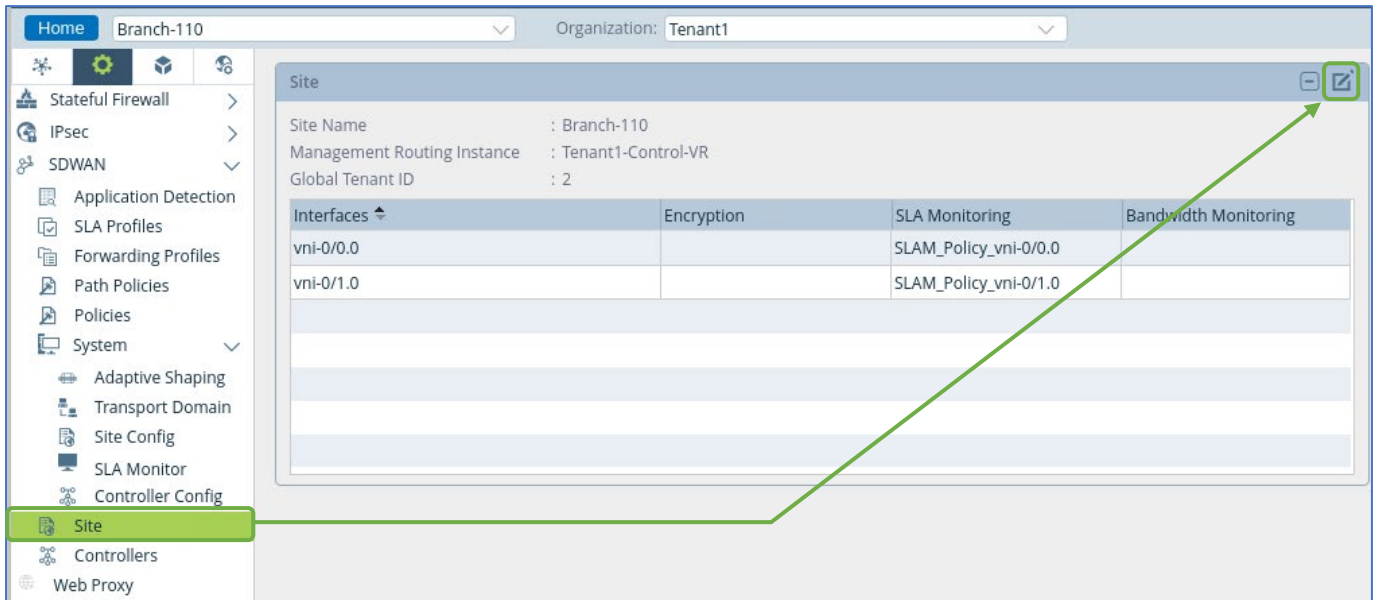 Home Branch-110 Organization: Tenant1
Site
Stateful Firewall
IPsec
SDWAN
Application Detection
SLA Profiles
Forwarding Profiles
Path Policies
Policies
System
Adaptive Shaping
Transport Domain
Site Config
SLA Monitor
Controller Config
Site
Controllers
Web Proxy
Site Name : Branch-110
Management Routing Instance : Tenant1-Control-VR
Global Tenant ID : 2
Interfaces Encryption SLA Monitoring Bandwidth Monitoring
vni-0/0.0 SLAM_Policy_vni-0/0.0
vni-0/1.0 SLAM_Policy_vni-0/1.0